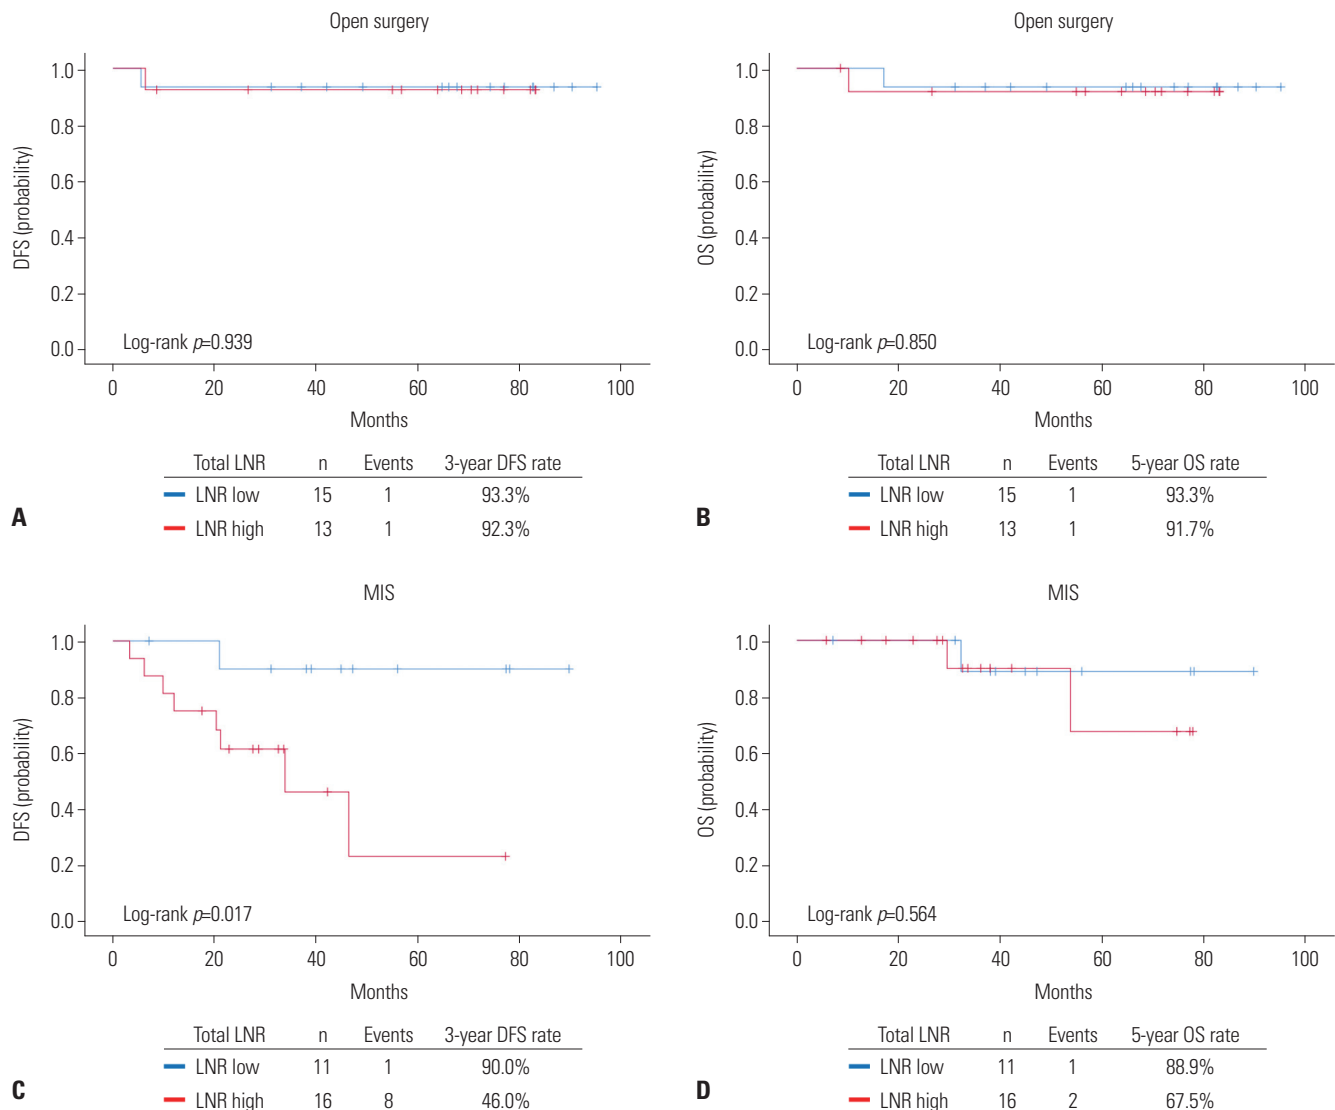 Open surgery
1.0
0.8
0.6
0.4
0.2
0.0
DFS (probability)
Log-rank p=0.939
0 20 40 60 80 100
Months
Total LNR n Events 3-year DFS rate
LNR low 15 1 93.3%
LNR high 13 1 92.3%
A
Open surgery
1.0
0.8
0.6
0.4
0.2
0.0
OS (probability)
Log-rank p=0.850
0 20 40 60 80 100
Months
Total LNR n Events 5-year OS rate
LNR low 15 1 93.3%
LNR high 13 1 91.7%
B
MIS
1.0
0.8
0.6
0.4
0.2
0.0
DFS (probability)
Log-rank p=0.017
0 20 40 60 80 100
Months
Total LNR n Events 3-year DFS rate
LNR low 11 1 90.0%
LNR high 16 8 46.0%
C
MIS
1.0
0.8
0.6
0.4
0.2
0.0
OS (probability)
Log-rank p=0.564
0 20 40 60 80 100
Months
Total LNR n Events 5-year OS rate
LNR low 11 1 88.9%
LNR high 16 2 67.5%
D